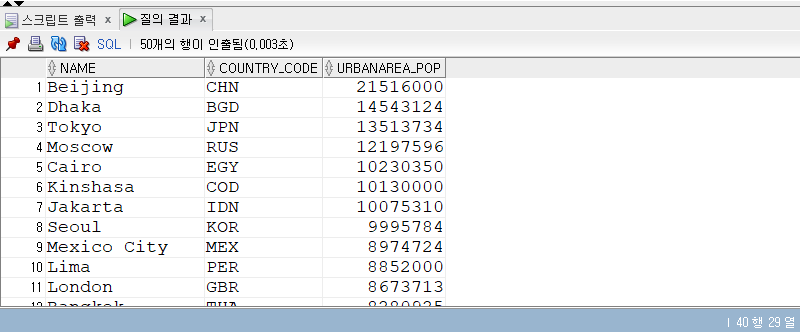 스크립트 출력 x 질의 결과 x
SQL | 50개의 행이 인출됨(0,003초)
NAME COUNTRY_CODE URBANAREA_POP
1 Beijing CHN 21516000
2 Dhaka BGD 14543124
3 Tokyo JPN 13513734
4 Moscow RUS 12197596
5 Cairo EGY 10230350
6 Kinshasa COD 10130000
7 Jakarta IDN 10075310
8 Seoul KOR 9995784
9 Mexico City MEX 8974724
10 Lima PER 8852000
11 London GBR 8673713
12 Bangkok THA
| 40 행 29 열